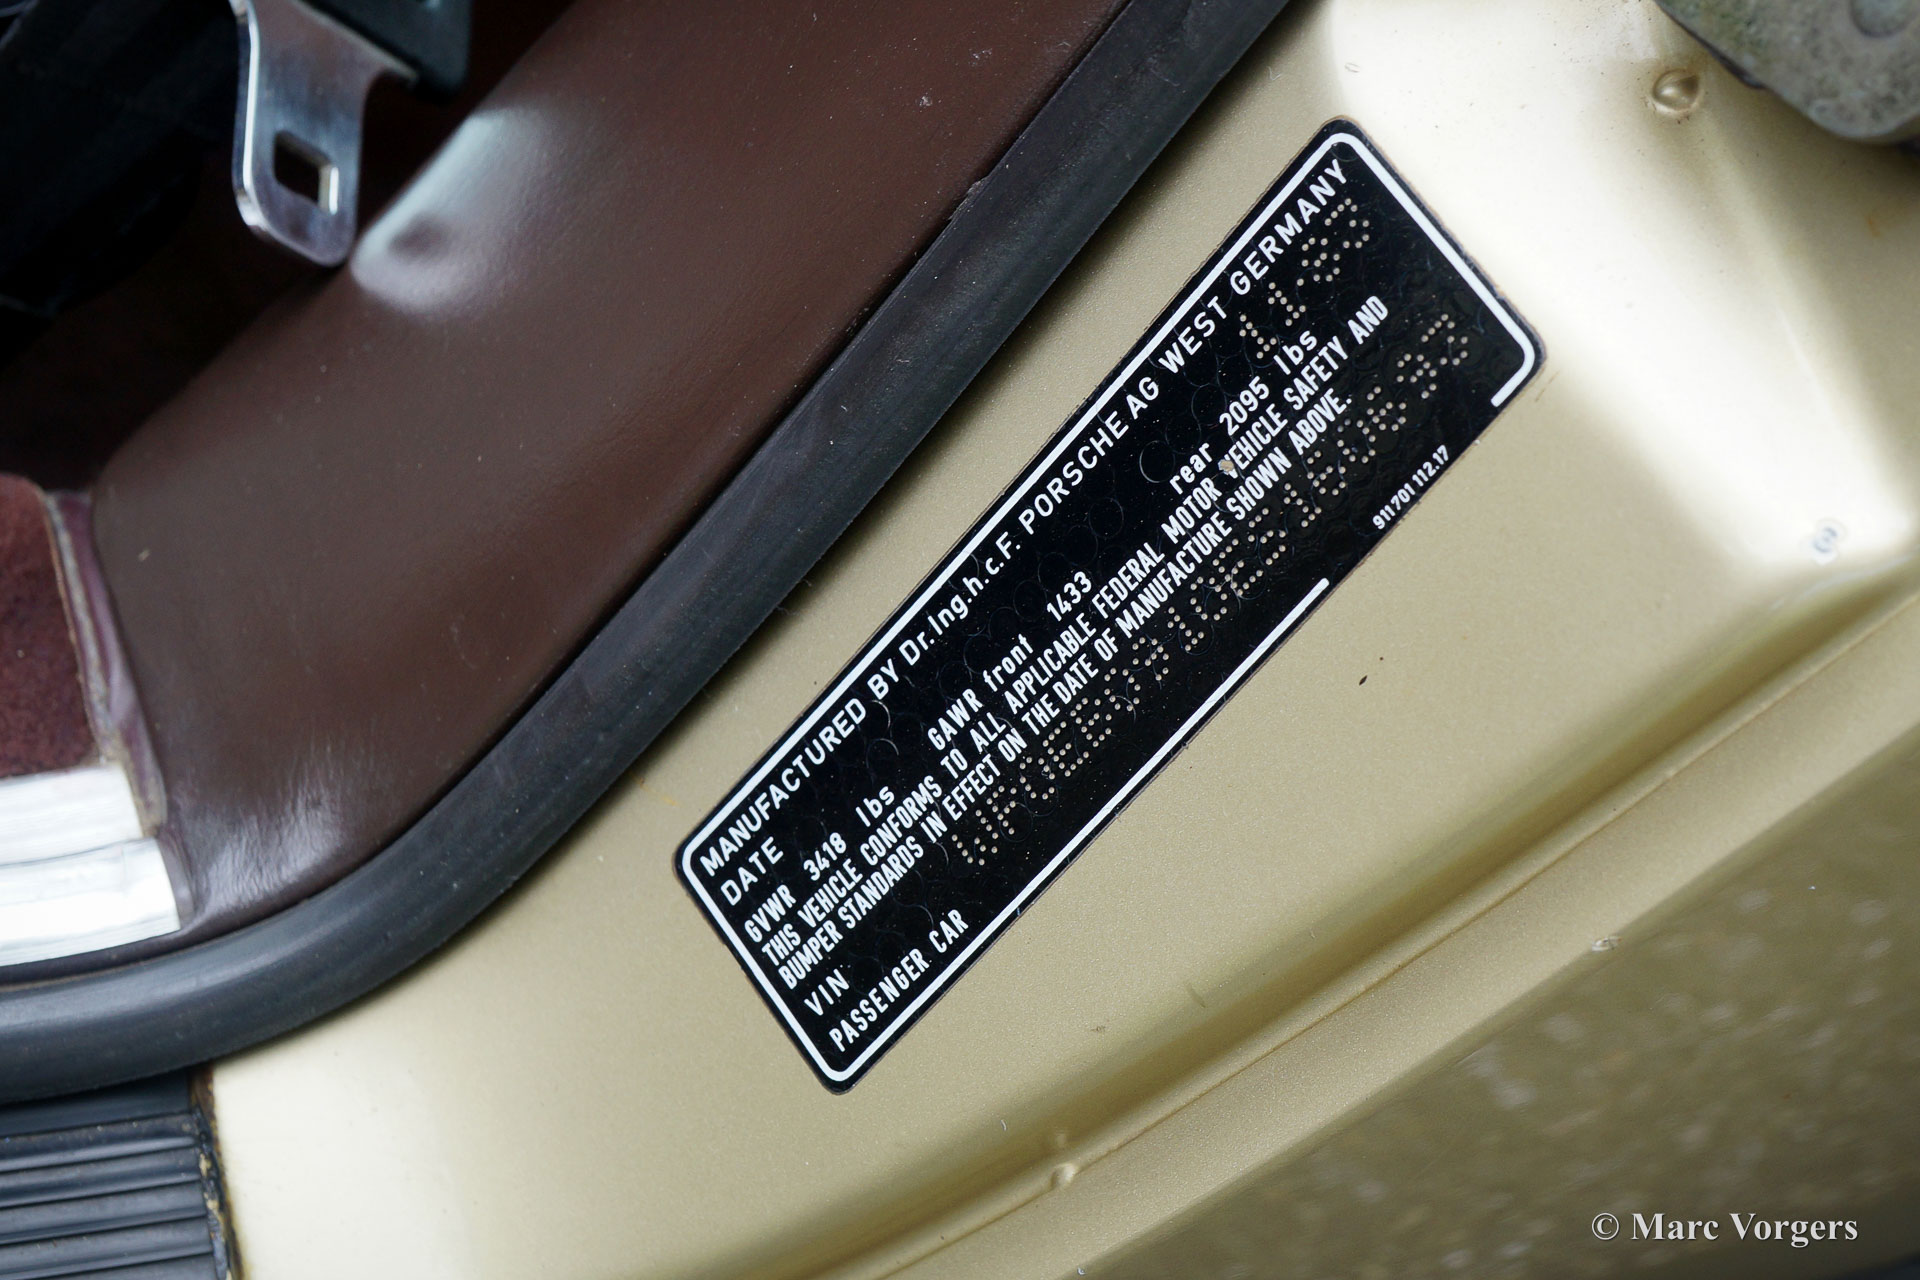 MANUFACTURED BY Dr.Ing.h.c.F. PORSCHE AG WEST GERMANY
DATE
GVWR 3418 lbs GAWR front 1433 rear 2095 lbs
THIS VEHICLE CONFORMS TO ALL APPLICABLE FEDERAL MOTOR VEHICLE SAFETY AND
BUMPER STANDARDS IN EFFECT ON THE DATE OF MANUFACTURE SHOWN ABOVE.
VIN
PASSENGER CAR 911 701 112.17
© Marc Vorgers